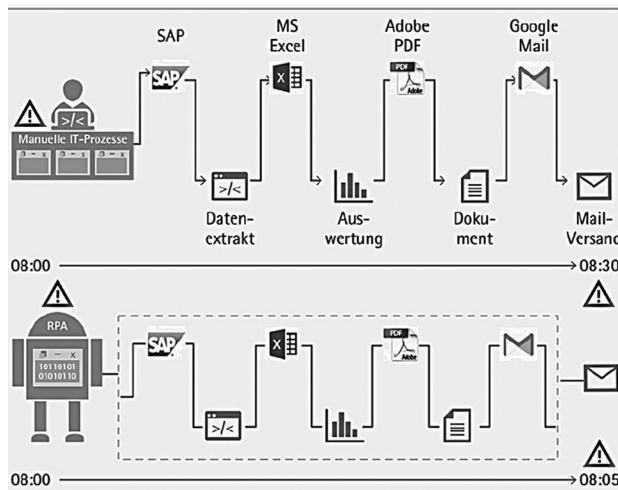 SAP
MS
Excel
Adobe
PDF
Google
Mail
SAP
X
PDF
Adobe
>/<
Manuelle IT-Prozesse
>/<
Daten-
extrakt
Aus-
wertung
Doku-
ment
Mail-
Versand
08:00
08:30
RPA
10110101
01010110
SAP
X
PDF
Adobe
>/<
08:00
08:05